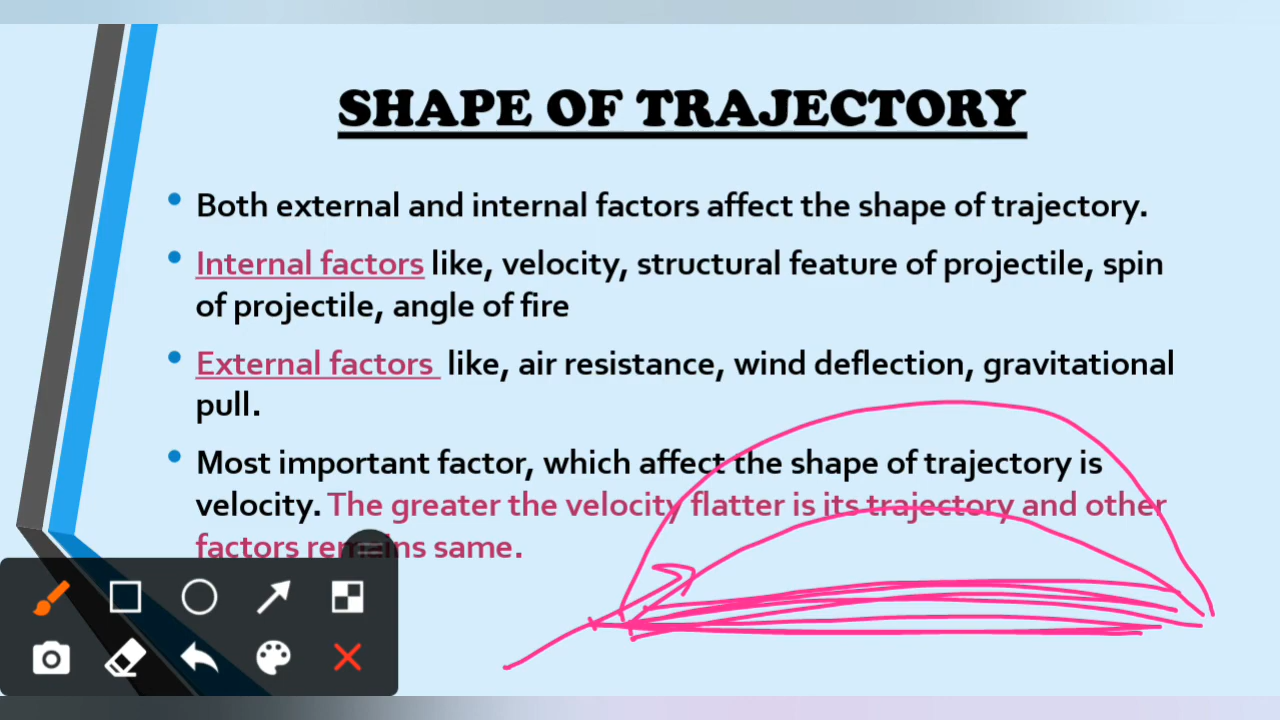 SHAPE OF TRAJECTORY
• Both external and internal factors affect the shape of trajectory.
• Internal factors like, velocity, structural feature of projectile, spin
of projectile, angle of fire
• External factors like, air resistance, wind deflection, gravitational
pull.
• Most important factor, which affect the shape of trajectory is
velocity. The greater the velocity flatter is its trajectory and other
factors remains same.